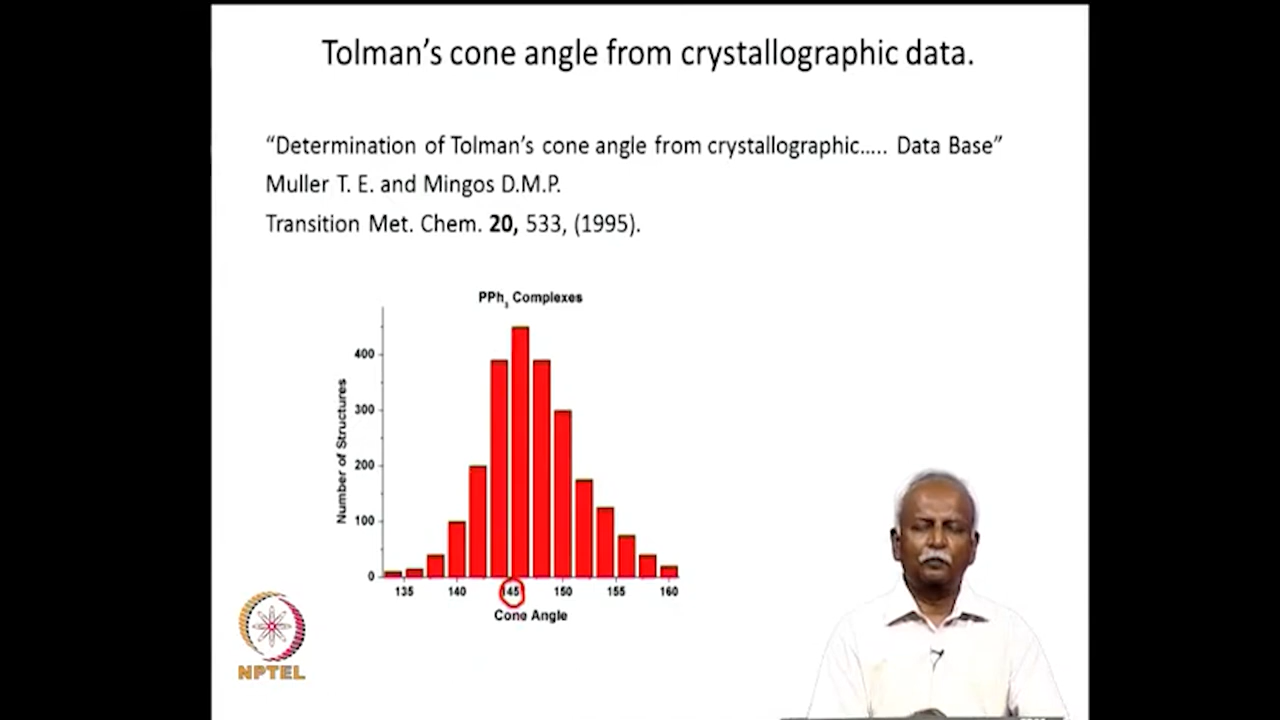 Tolman's cone angle from crystallographic data.
“Determination of Tolman's cone angle from crystallographic..... Data Base”
Muller T. E. and Mingos D.M.P.
Transition Met. Chem. 20, 533, (1995).
PPh₃ Complexes
Number of Structures
400
300
200
100
0
135 140 145 150 155 160
Cone Angle
NPTEL